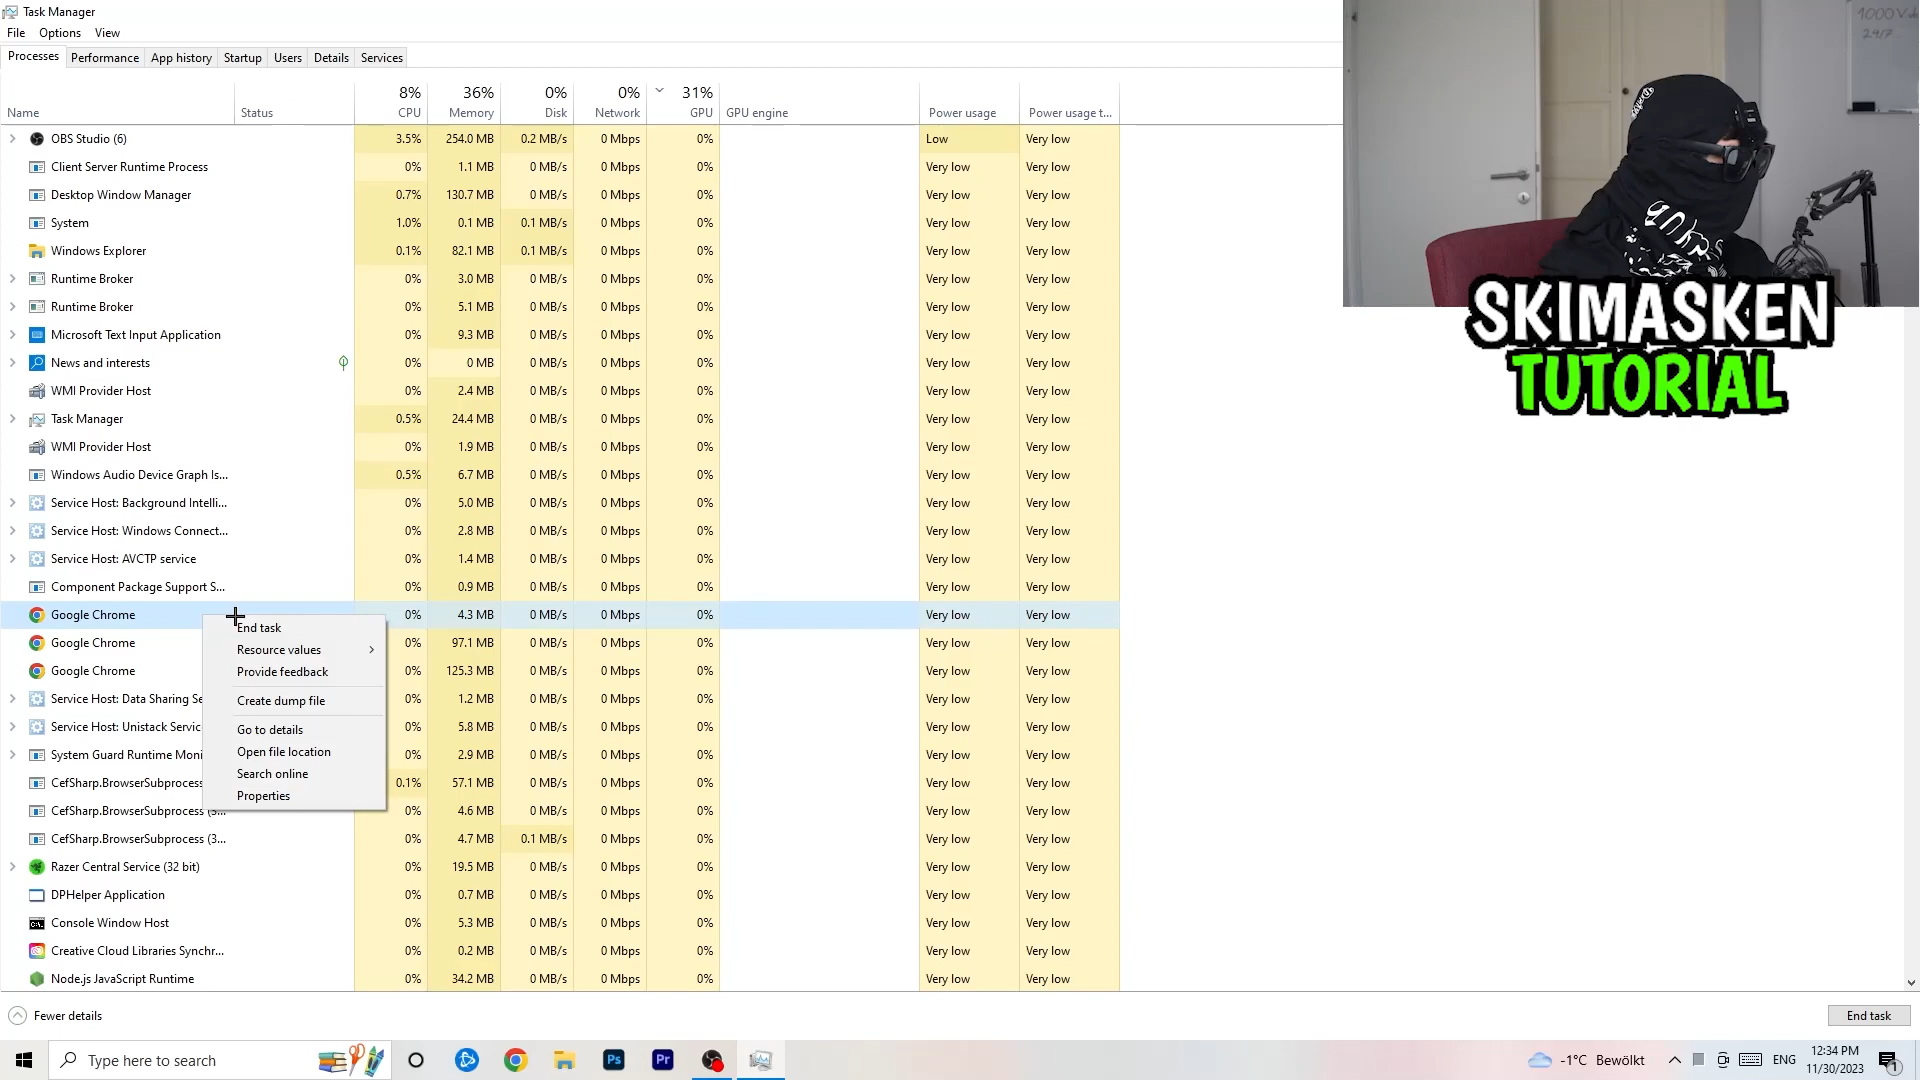 Task Manager
File Options View
Processes Performance App history Startup Users Details Services
8% 36% 0% 0% 31%
Name Status CPU Memory Disk Network GPU GPU engine Power usage Power usage t...
OBS Studio (6) 3.5% 254.0 MB 0.2 MB/s 0 Mbps 0% Low Very low
Client Server Runtime Process 0% 1.1 MB 0 MB/s 0 Mbps 0% Very low Very low
Desktop Window Manager 0.7% 130.7 MB 0 MB/s 0 Mbps 0% Very low Very low
System 1.0% 0.1 MB 0.1 MB/s 0 Mbps 0% Very low Very low
Windows Explorer 0.1% 82.1 MB 0.1 MB/s 0 Mbps 0% Very low Very low
Runtime Broker 0% 3.0 MB 0 MB/s 0 Mbps 0% Very low Very low
Runtime Broker 0% 5.1 MB 0 MB/s 0 Mbps 0% Very low Very low
Microsoft Text Input Application 0% 9.3 MB 0 MB/s 0 Mbps 0% Very low Very low
News and interests 0% 0 MB 0 MB/s 0 Mbps 0% Very low Very low
WMI Provider Host 0% 2.4 MB 0 MB/s 0 Mbps 0% Very low Very low
Task Manager 0.5% 24.4 MB 0 MB/s 0 Mbps 0% Very low Very low
WMI Provider Host 0% 1.9 MB 0 MB/s 0 Mbps 0% Very low Very low
Windows Audio Device Graph Is... 0.5% 6.7 MB 0 MB/s 0 Mbps 0% Very low Very low
Service Host: Background Intelli... 0% 5.0 MB 0 MB/s 0 Mbps 0% Very low Very low
Service Host: Windows Connect... 0% 2.8 MB 0 MB/s 0 Mbps 0% Very low Very low
Service Host: AVCTP service 0% 1.4 MB 0 MB/s 0 Mbps 0% Very low Very low
Component Package Support S... 0% 0.9 MB 0 MB/s 0 Mbps 0% Very low Very low
Google Chrome 0% 4.3 MB 0 MB/s 0 Mbps 0% Very low Very low
Google Chrome 0% 97.1 MB 0 MB/s 0 Mbps 0% Very low Very low
Google Chrome 0% 125.3 MB 0 MB/s 0 Mbps 0% Very low Very low
Service Host: Data Sharing Se 0% 1.2 MB 0 MB/s 0 Mbps 0% Very low Very low
Service Host: Unistack Servic 0% 5.8 MB 0 MB/s 0 Mbps 0% Very low Very low
System Guard Runtime Moni 0% 2.9 MB 0 MB/s 0 Mbps 0% Very low Very low
CefSharp.BrowserSubprocess 0.1% 57.1 MB 0 MB/s 0 Mbps 0% Very low Very low
CefSharp.BrowserSubprocess (3... 0% 4.6 MB 0 MB/s 0 Mbps 0% Very low Very low
CefSharp.BrowserSubprocess (3... 0% 4.7 MB 0.1 MB/s 0 Mbps 0% Very low Very low
Razer Central Service (32 bit) 0% 19.5 MB 0 MB/s 0 Mbps 0% Very low Very low
DPHelper Application 0% 0.7 MB 0 MB/s 0 Mbps 0% Very low Very low
Console Window Host 0% 5.3 MB 0 MB/s 0 Mbps 0% Very low Very low
Creative Cloud Libraries Synchr... 0% 0.2 MB 0 MB/s 0 Mbps 0% Very low Very low
Node.js JavaScript Runtime 0% 34.2 MB 0 MB/s 0 Mbps 0% Very low Very low
End task
Resource values
Provide feedback
Create dump file
Go to details
Open file location
Search online
Properties
SKIMASKEN
TUTORIAL
Fewer details
End task
Type here to search
Ps Pr
-1°C Bewölkt
ENG
12:34 PM
11/30/2023
1